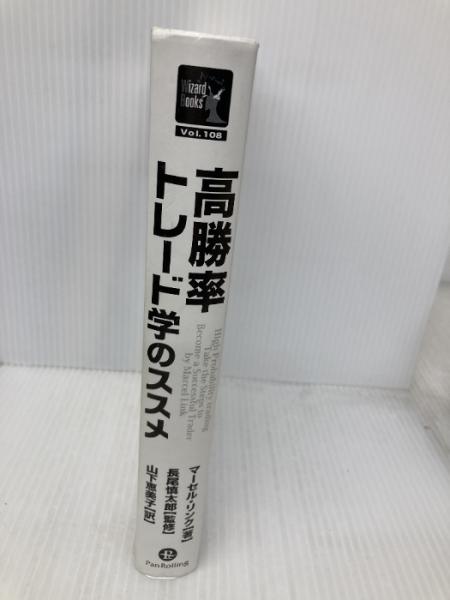 Wizard
Books
Vol.108
高勝率
トレード学のススメ
High Probability trading
Take the Steps to
Become a Successful Trader
by Marcel Link
マーセル・リンク[著]
長尾慎太郎[監修]
山下恵美子[訳]
PanRolling